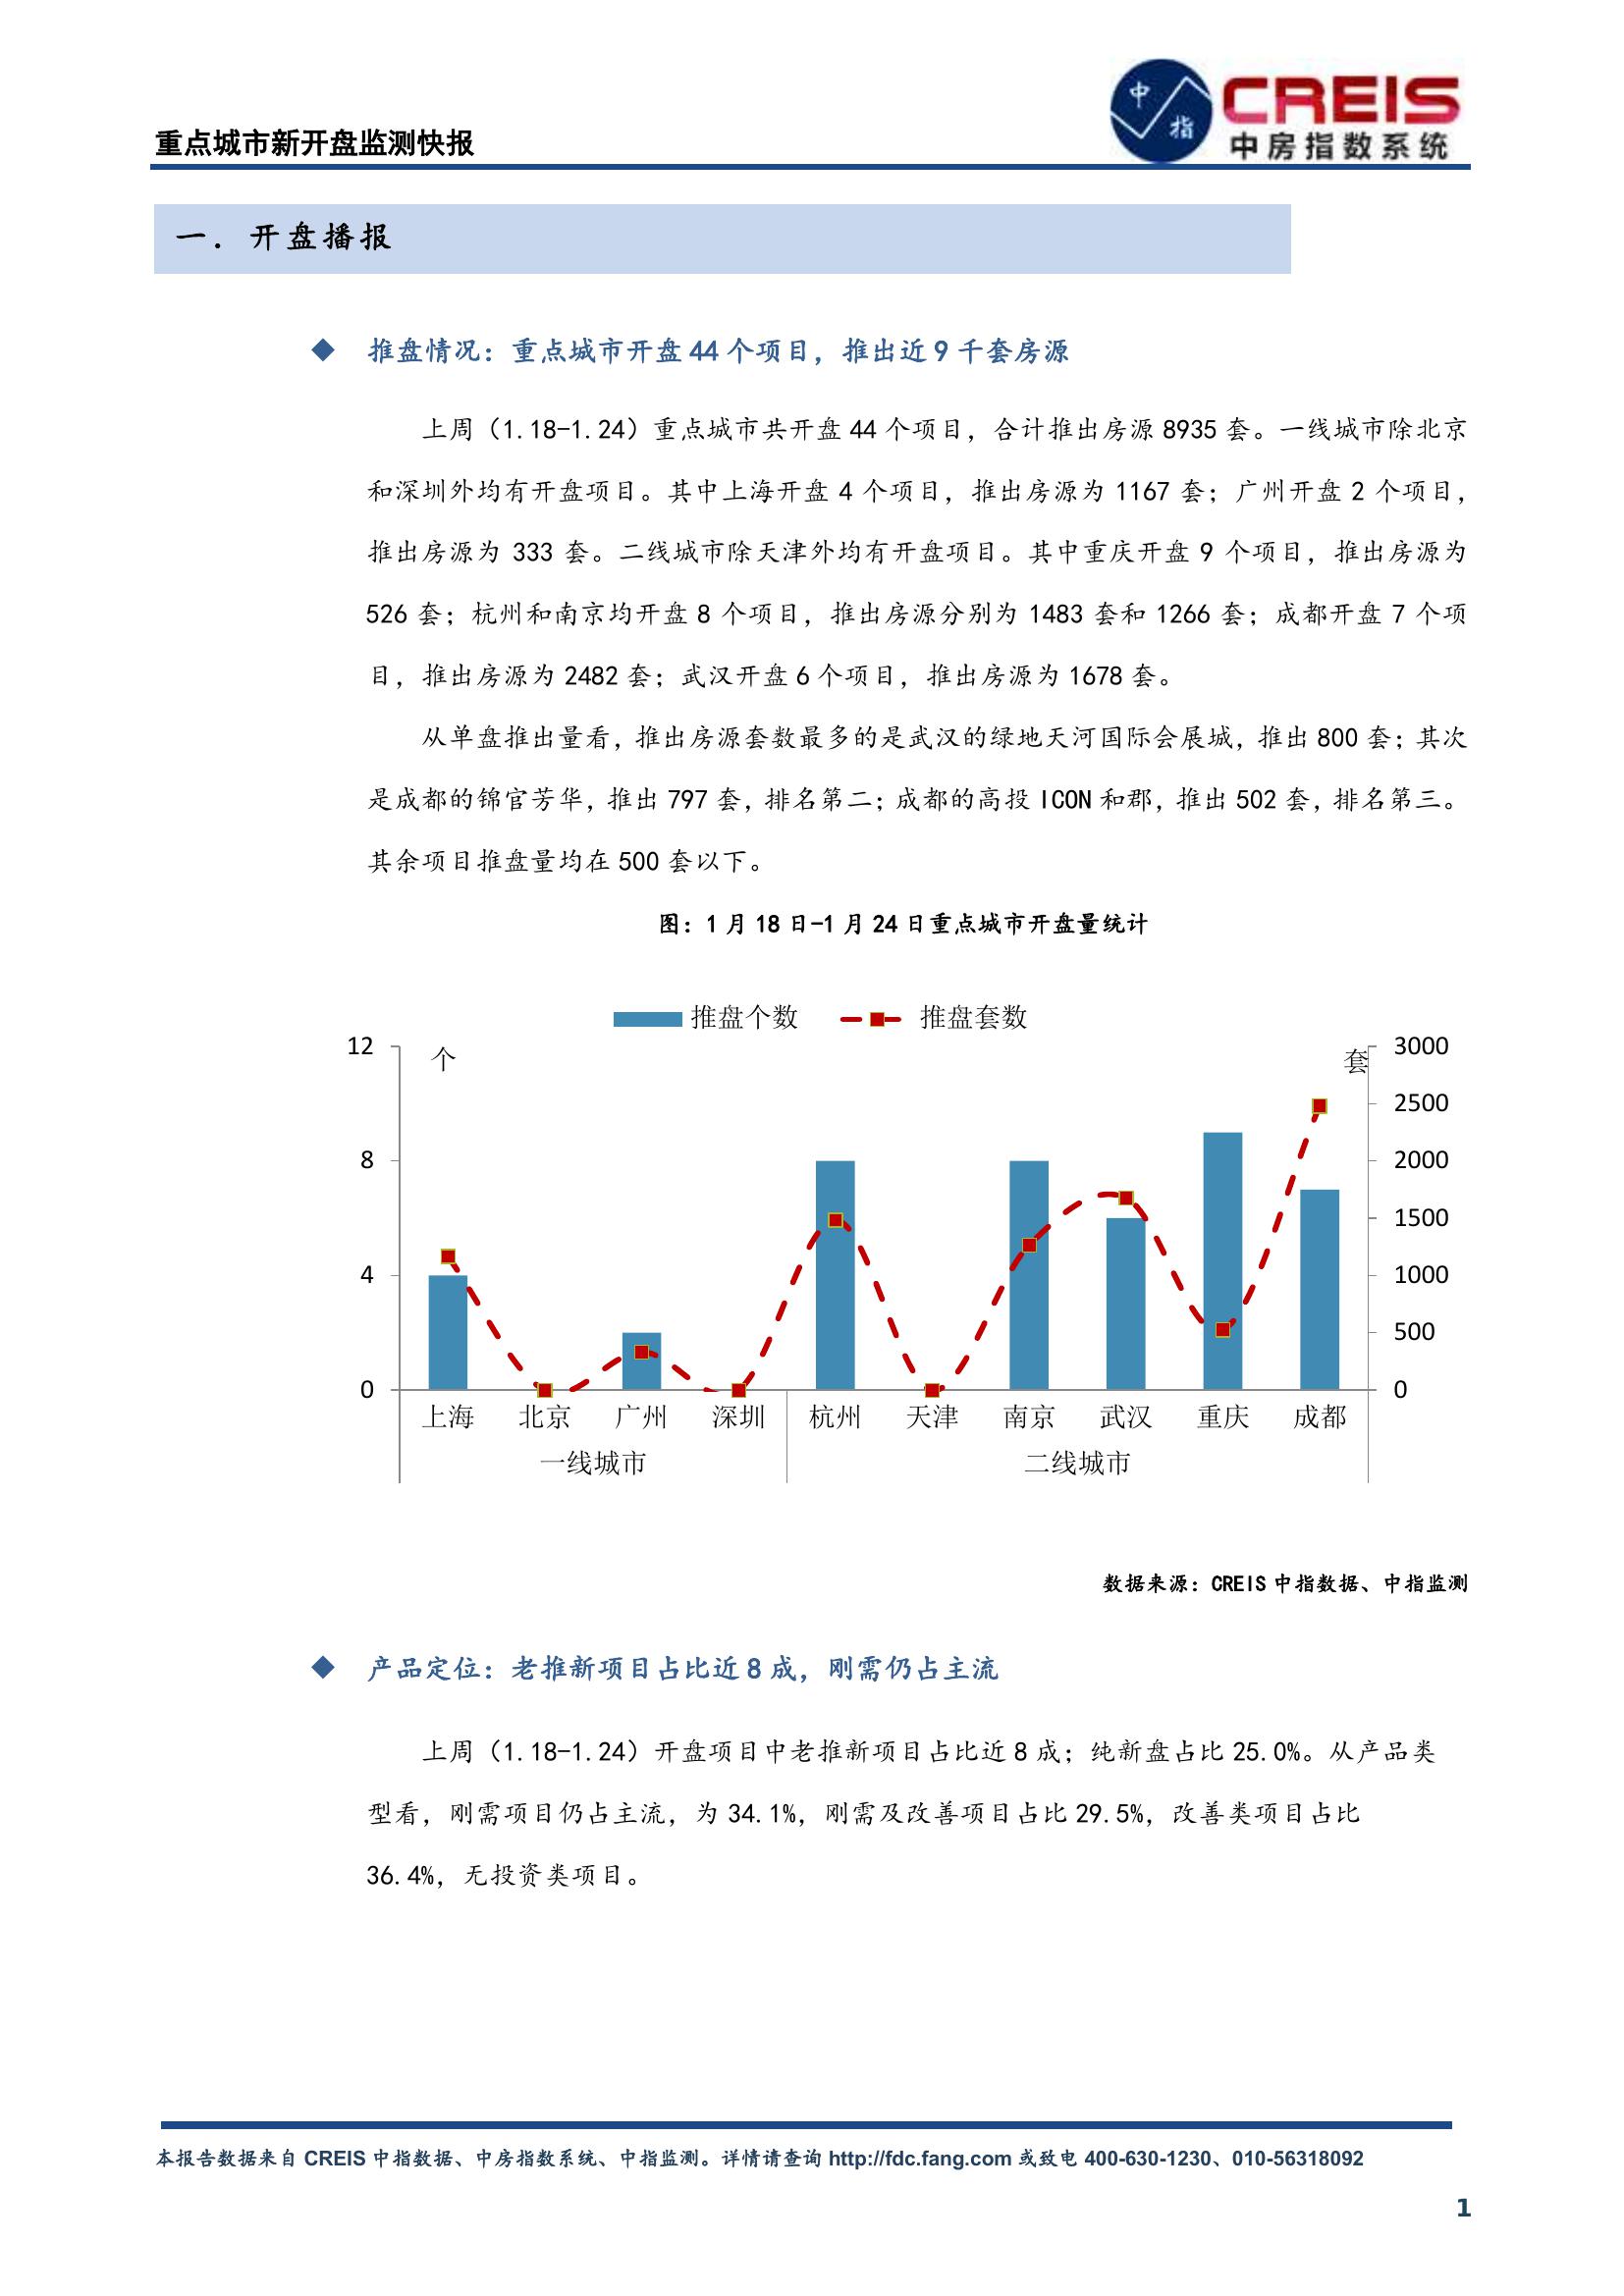 中指
CREIS
中房指数系统
重点城市新开盘监测快报
一. 开盘播报
◆ 推盘情况：重点城市开盘 44 个项目，推出近 9 千套房源
上周（1.18-1.24）重点城市共开盘 44 个项目，合计推出房源 8935 套。一线城市除北京
和深圳外均有开盘项目。其中上海开盘 4 个项目，推出房源为 1167 套；广州开盘 2 个项目，
推出房源为 333 套。二线城市除天津外均有开盘项目。其中重庆开盘 9 个项目，推出房源为
526 套；杭州和南京均开盘 8 个项目，推出房源分别为 1483 套和 1266 套；成都开盘 7 个项
目，推出房源为 2482 套；武汉开盘 6 个项目，推出房源为 1678 套。
从单盘推出量看，推出房源套数最多的是武汉的绿地天河国际会展城，推出 800 套；其次
是成都的锦官芳华，推出 797 套，排名第二；成都的高投 ICON 和郡，推出 502 套，排名第三。
其余项目推盘量均在 500 套以下。
图：1 月 18 日-1 月 24 日重点城市开盘量统计
推盘个数 推盘套数
12 个 套 3000
2500
8 2000
1500
4 1000
500
0 0
上海 北京 广州 深圳 杭州 天津 南京 武汉 重庆 成都
一线城市 二线城市
数据来源：CREIS 中指数据、中指监测
◆ 产品定位：老推新项目占比近 8 成，刚需仍占主流
上周（1.18-1.24）开盘项目中老推新项目占比近 8 成；纯新盘占比 25.0%。从产品类
型看，刚需项目仍占主流，为 34.1%，刚需及改善项目占比 29.5%，改善类项目占比
36.4%，无投资类项目。
本报告数据来自 CREIS 中指数据、中房指数系统、中指监测。详情请查询 http://fdc.fang.com 或致电 400-630-1230、010-56318092
1